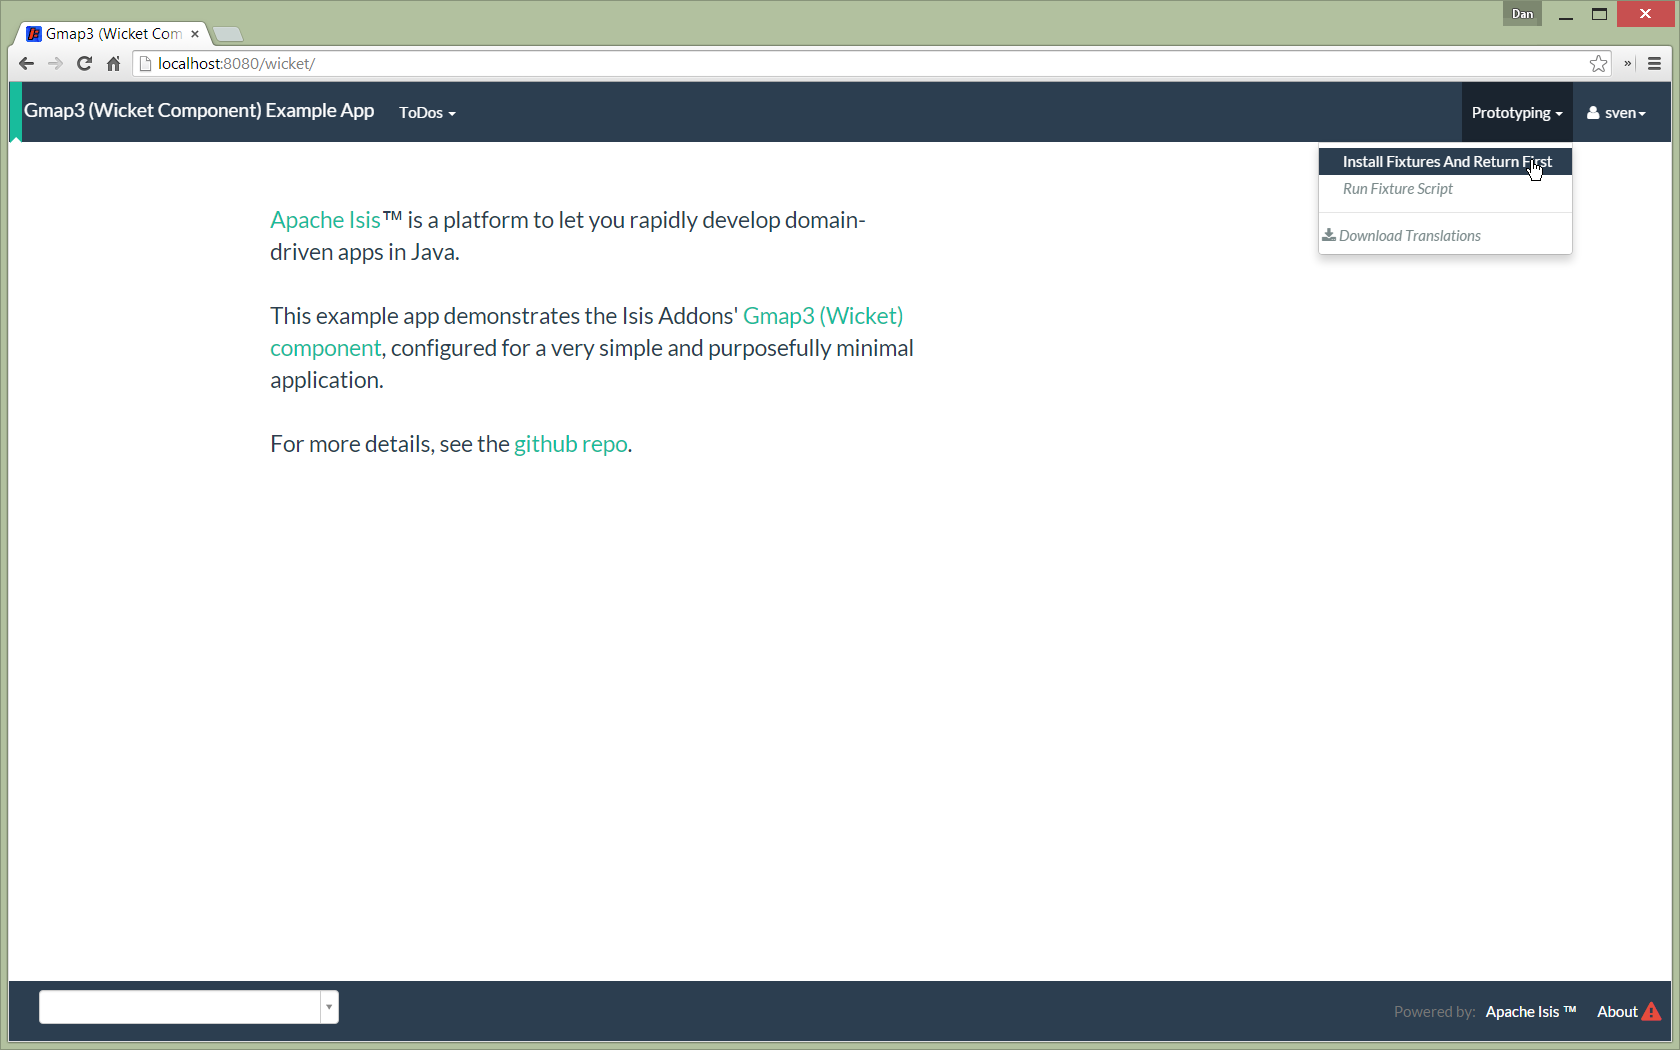 Dan
Gmap3 (Wicket Com
localhost:8080/wicket/
»
Gmap3 (Wicket Component) Example App ToDos Prototyping sven
Install Fixtures And Return First
Run Fixture Script
Download Translations
Apache Isis™ is a platform to let you rapidly develop domain-
driven apps in Java.
This example app demonstrates the Isis Addons' Gmap3 (Wicket)
component, configured for a very simple and purposefully minimal
application.
For more details, see the github repo.
Powered by: Apache Isis ™ About